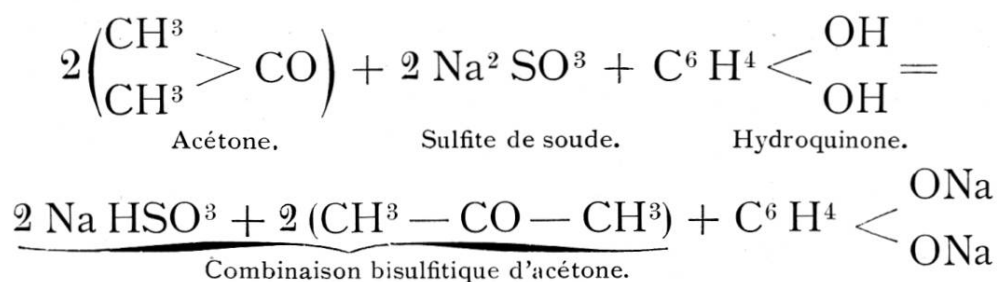 2(CH³ CH³ > CO) + 2 Na² SO³ + C⁶ H⁴ < OH OH =
Acétone. Sulfite de soude. Hydroquinone.
2 Na HSO³ + 2 (CH³ — CO — CH³) + C⁶ H⁴ < ONa ONa
Combinaison bisulfitique d'acétone.